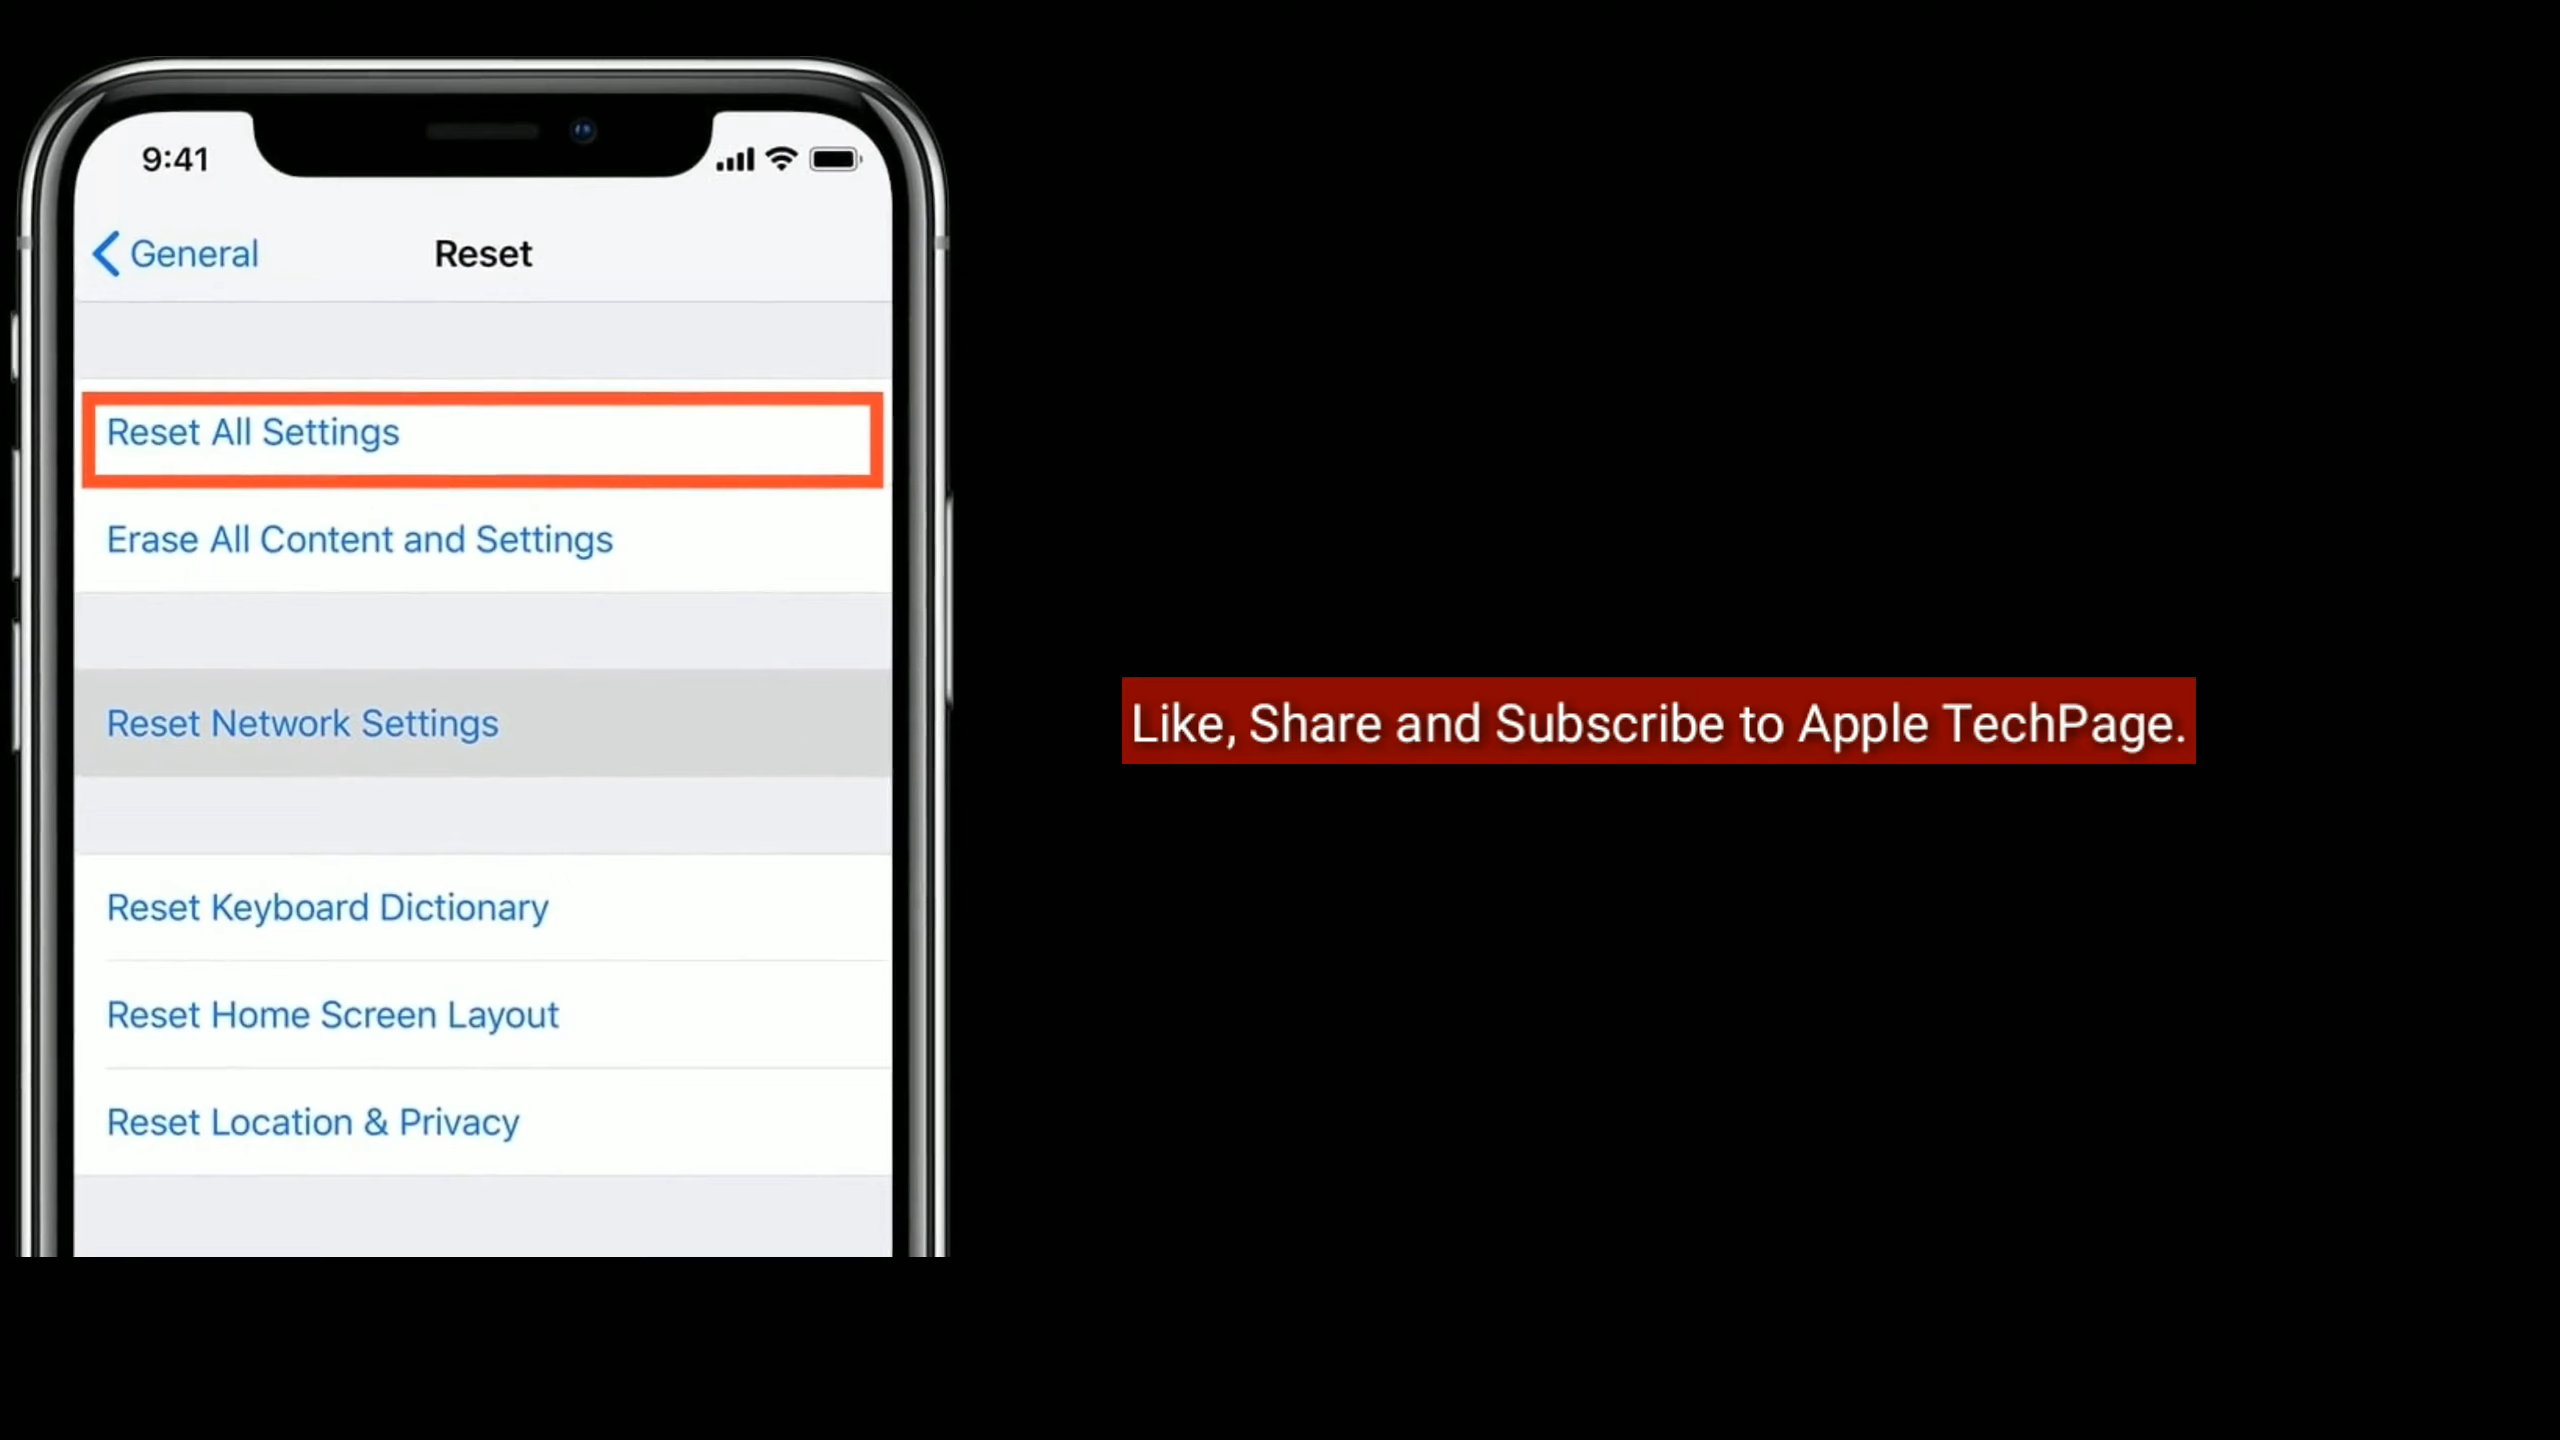 9:41
General
Reset
Reset All Settings
Erase All Content and Settings
Reset Network Settings
Reset Keyboard Dictionary
Reset Home Screen Layout
Reset Location & Privacy
Like, Share and Subscribe to Apple TechPage.